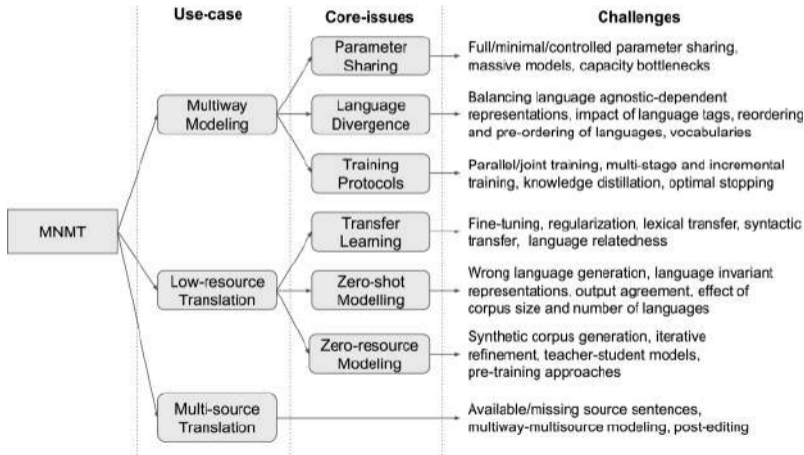 Use-case
Core-issues
Challenges
MNMT
Multiway
Modeling
Parameter
Sharing
Full/minimal/controlled parameter sharing,
massive models, capacity bottlenecks
Language
Divergence
Balancing language agnostic-dependent
representations, impact of language tags, reordering
and pre-ordering of languages, vocabularies
Training
Protocols
Parallel/joint training, multi-stage and incremental
training, knowledge distillation, optimal stopping
Low-resource
Translation
Transfer
Learning
Fine-tuning, regularization, lexical transfer, syntactic
transfer, language relatedness
Zero-shot
Modelling
Wrong language generation, language invariant
representations, output agreement, effect of
corpus size and number of languages
Zero-resource
Modeling
Synthetic corpus generation, iterative
refinement, teacher-student models,
pre-training approaches
Multi-source
Translation
Available/missing source sentences,
multiway-multisource modeling, post-editing